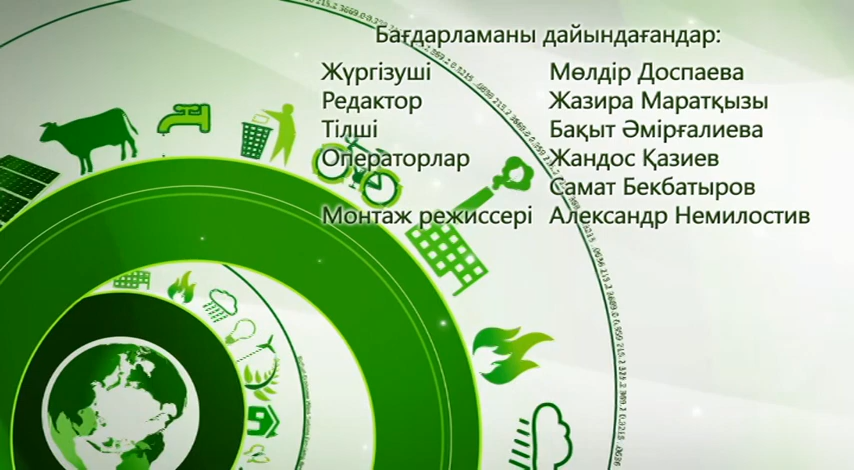 Бағдарламаны дайындағандар:
Жүргізуші Мөлдір Доспаева
Редактор Жазира Маратқызы
Тілші Бақыт Әмірғалиева
Операторлар Жандос Қазиев
Самат Бекбатыров
Монтаж режиссері Александр Немилостив